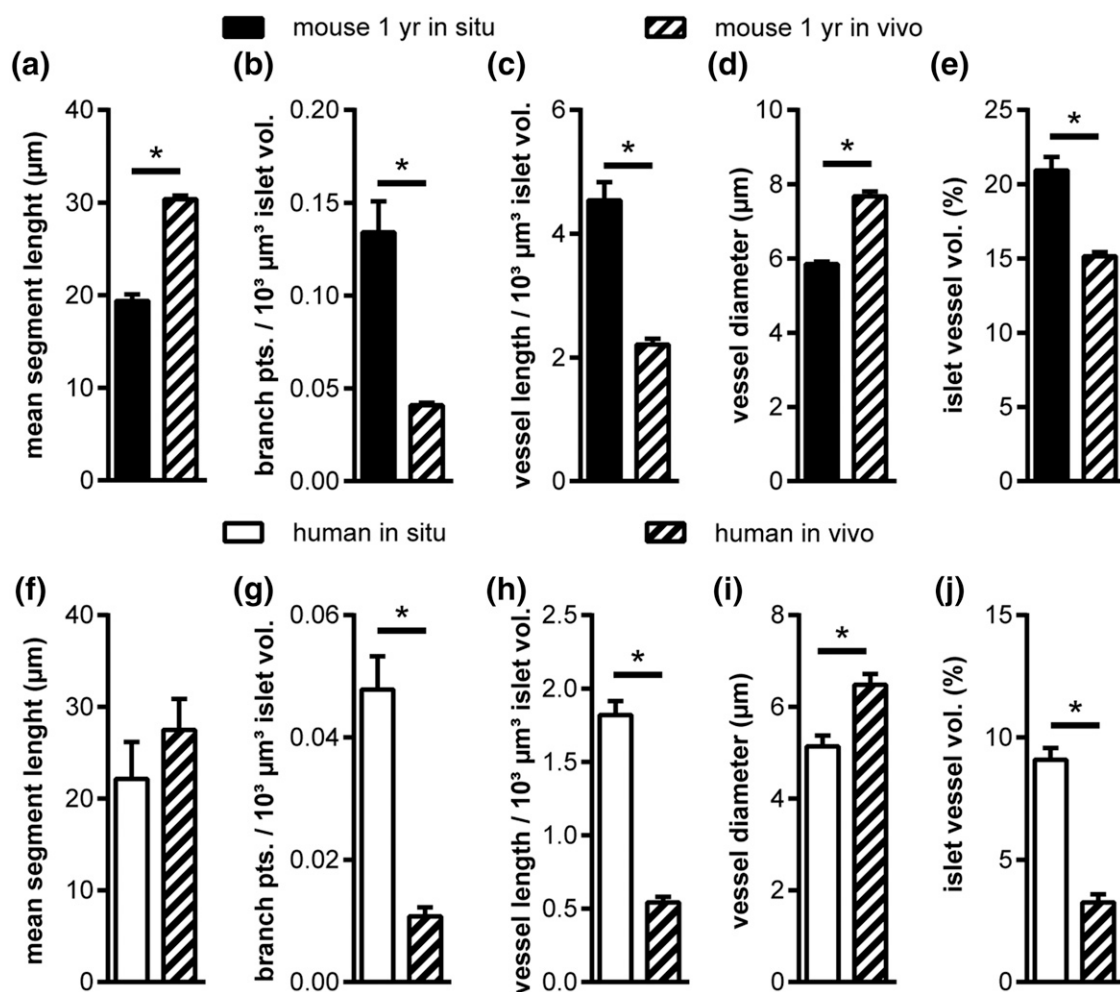 mouse 1 yr in situ
mouse 1 yr in vivo
(a)
mean segment lenght (µm)
40
30
20
10
0
*
(b)
branch pts. / 10³ µm³ islet vol.
0.20
0.15
0.10
0.05
0.00
*
(c)
vessel length / 10³ µm³ islet vol.
6
4
2
0
*
(d)
vessel diameter (µm)
10
8
6
4
2
0
*
(e)
islet vessel vol. (%)
25
20
15
10
5
0
*
human in situ
human in vivo
(f)
mean segment lenght (µm)
40
30
20
10
0
(g)
branch pts. / 10³ µm³ islet vol.
0.06
0.04
0.02
0.00
*
(h)
vessel length / 10³ µm³ islet vol.
2.5
2.0
1.5
1.0
0.5
0.0
*
(i)
vessel diameter (µm)
8
6
4
2
0
*
(j)
islet vessel vol. (%)
15
10
5
0
*